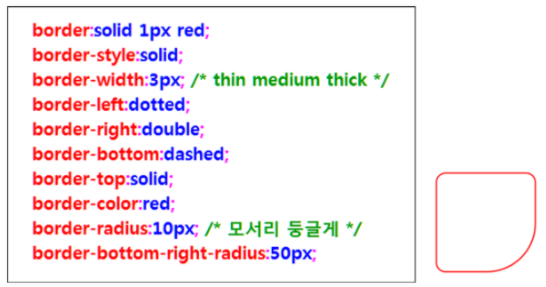 border:solid 1px red;
border-style:solid;
border-width:3px; /* thin medium thick */
border-left:dotted;
border-right:double;
border-bottom:dashed;
border-top:solid;
border-color:red;
border-radius:10px; /* 모서리 둥글게 */
border-bottom-right-radius:50px;